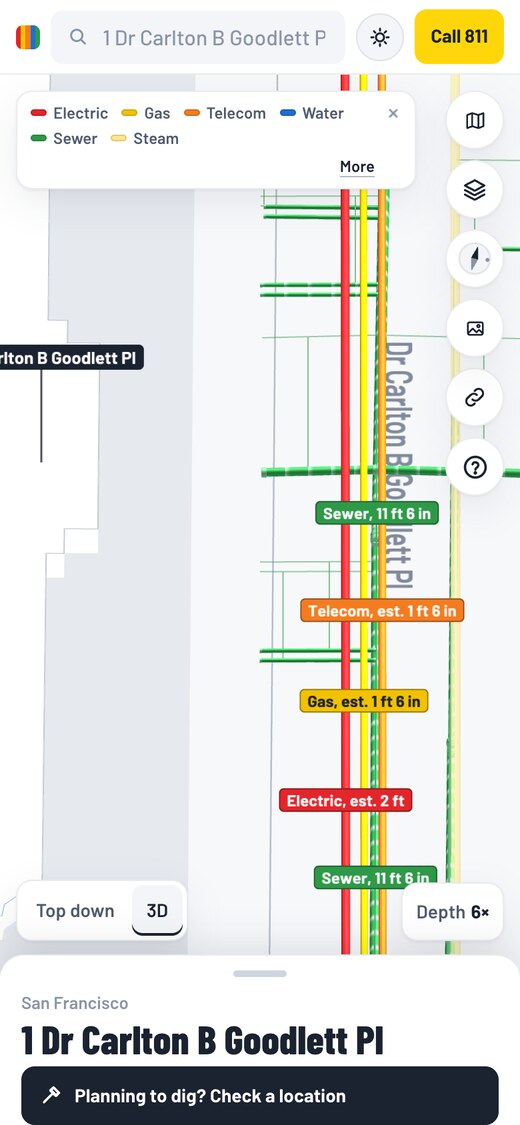 1 Dr Carlton B Goodlett P
Call 811
Electric Gas Telecom Water ×
Sewer Steam
More
rlton B Goodlett Pl
Dr Carlton B Goodlett Pl
Sewer, 11 ft 6 in
Telecom, est. 1 ft 6 in
Gas, est. 1 ft 6 in
Electric, est. 2 ft
Sewer, 11 ft 6 in
Top down 3D
Depth 6×
San Francisco
1 Dr Carlton B Goodlett Pl
Planning to dig? Check a location